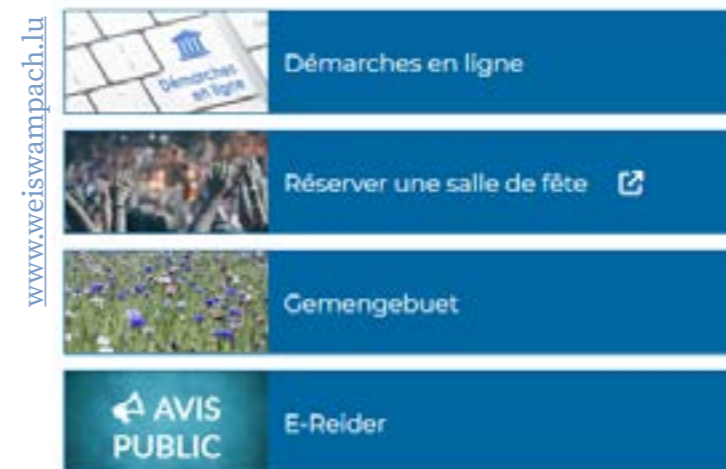 www.weiswampach.lu
Démarches
en ligne
Démarches en ligne
Réserver une salle de fête
Gemengebuet
AVIS
PUBLIC
E-Reider